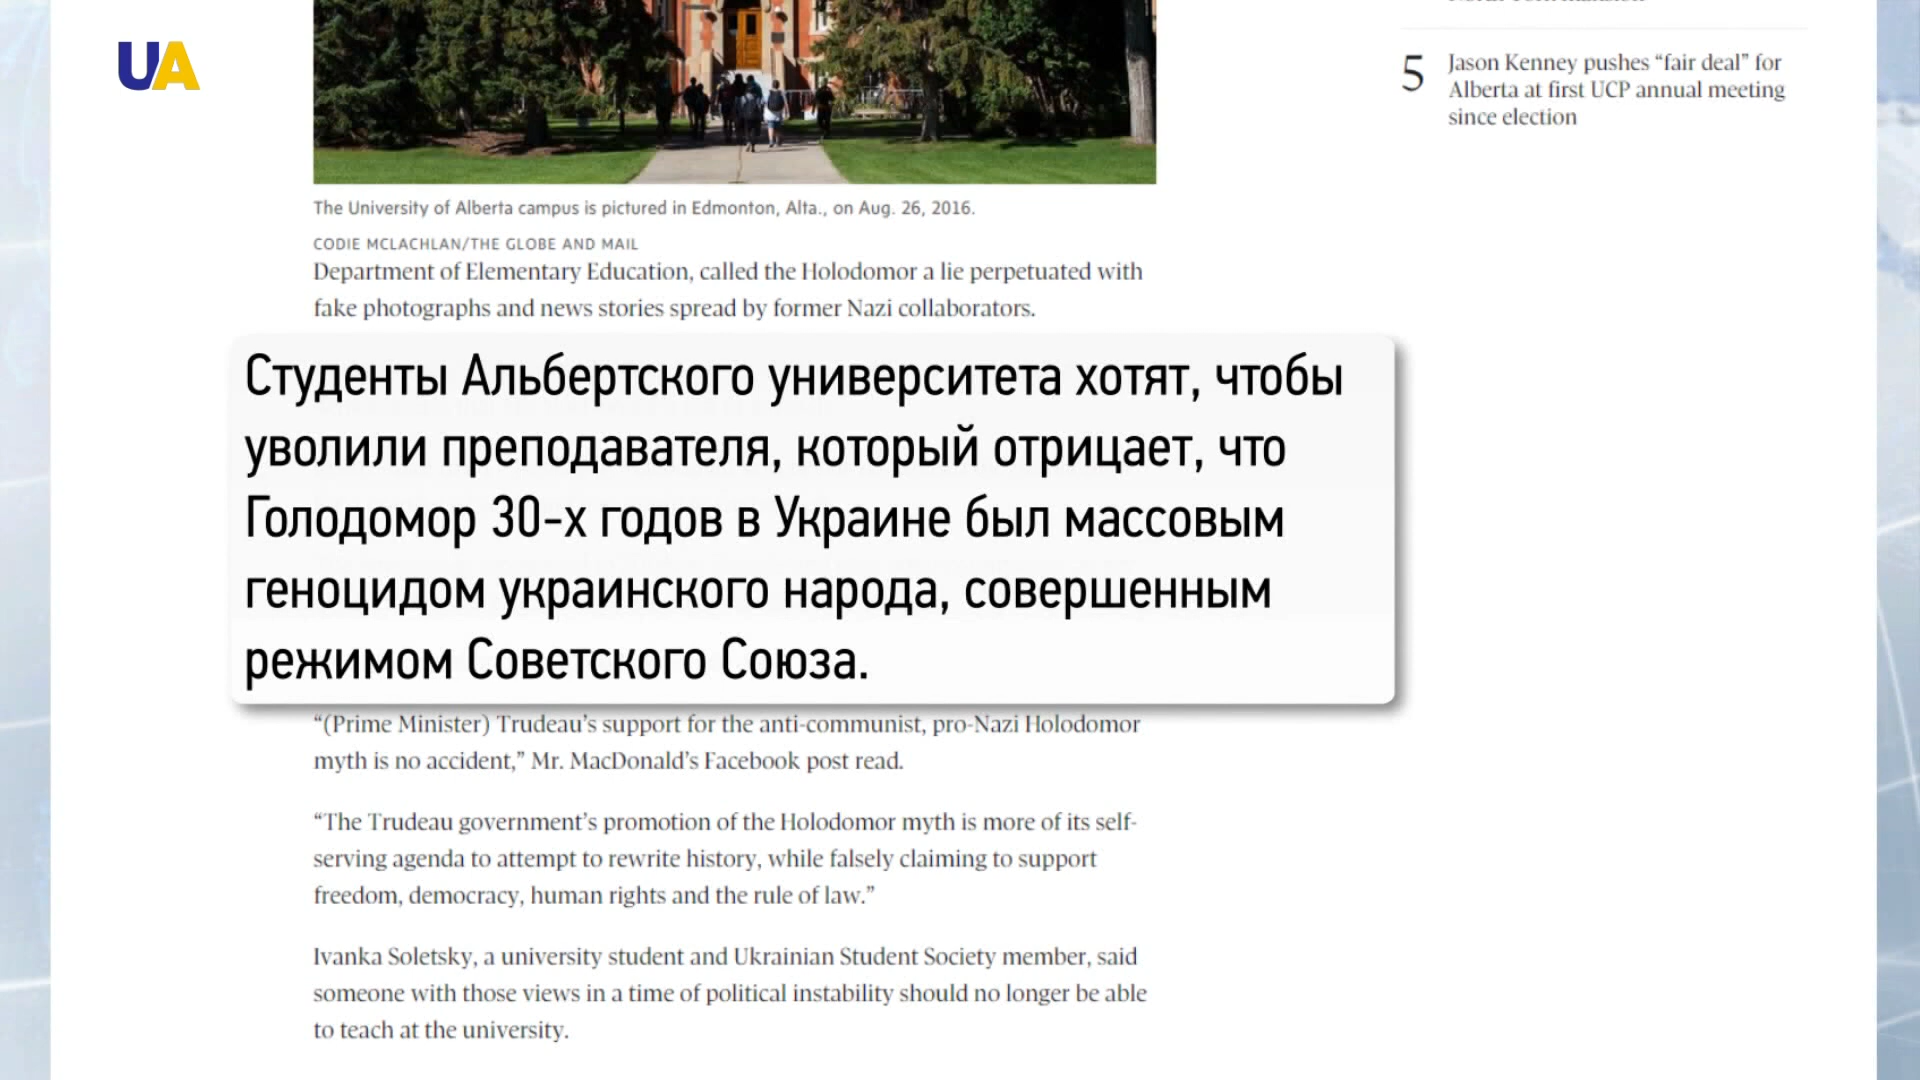 UA
5
Jason Kenney pushes “fair deal” for
Alberta at first UCP annual meeting
since election
The University of Alberta campus is pictured in Edmonton, Alta., on Aug. 26, 2016.
CODIE MCLACHLAN/THE GLOBE AND MAIL
Department of Elementary Education, called the Holodomor a lie perpetuated with
fake photographs and news stories spread by former Nazi collaborators.
Студенты Альбертского университета хотят, чтобы
уволили преподавателя, который отрицает, что
Голодомор 30-х годов в Украине был массовым
геноцидом украинского народа, совершенным
режимом Советского Союза.
“(Prime Minister) Trudeau’s support for the anti-communist, pro-Nazi Holodomor
myth is no accident,” Mr. MacDonald’s Facebook post read.
“The Trudeau government’s promotion of the Holodomor myth is more of its self-
serving agenda to attempt to rewrite history, while falsely claiming to support
freedom, democracy, human rights and the rule of law.”
Ivanka Soletsky, a university student and Ukrainian Student Society member, said
someone with those views in a time of political instability should no longer be able
to teach at the university.